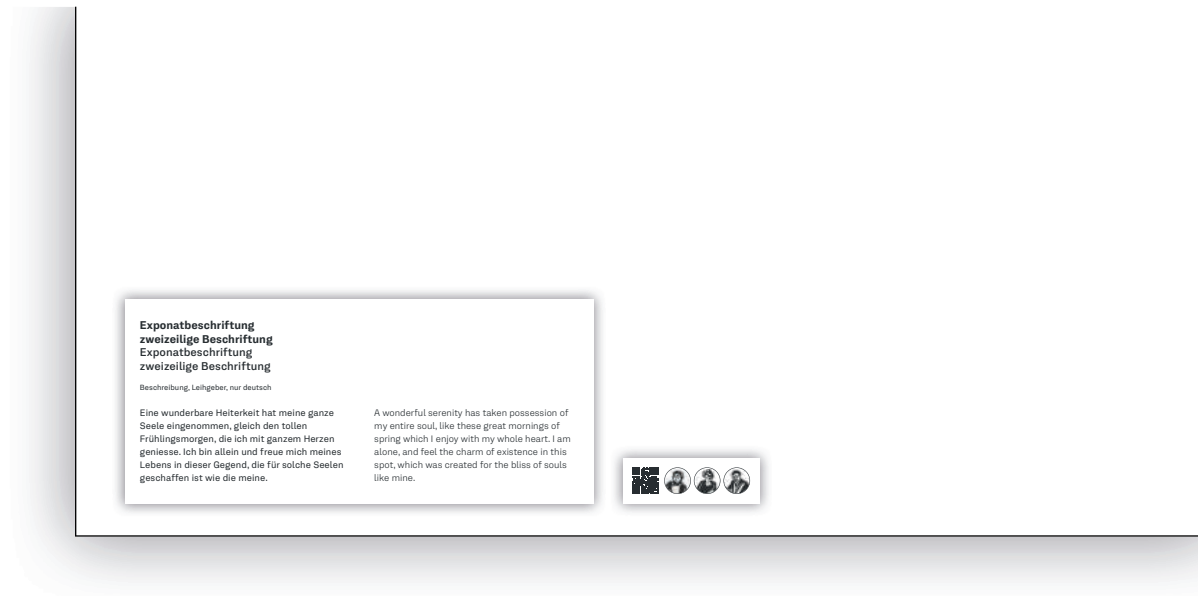 Exponatbeschriftung
zweizeilige Beschriftung
Exponatbeschriftung
zweizeilige Beschriftung
Beschreibung, Leihgeber, nur deutsch
Eine wunderbare Heiterkeit hat meine ganze
Seele eingenommen, gleich den tollen
Frühlingsmorgen, die ich mit ganzem Herzen
geniesse. Ich bin allein und freue mich meines
Lebens in dieser Gegend, die für solche Seelen
geschaffen ist wie die meine.
A wonderful serenity has taken possession of
my entire soul, like these great mornings of
spring which I enjoy with my whole heart. I am
alone, and feel the charm of existence in this
spot, which was created for the bliss of souls
like mine.